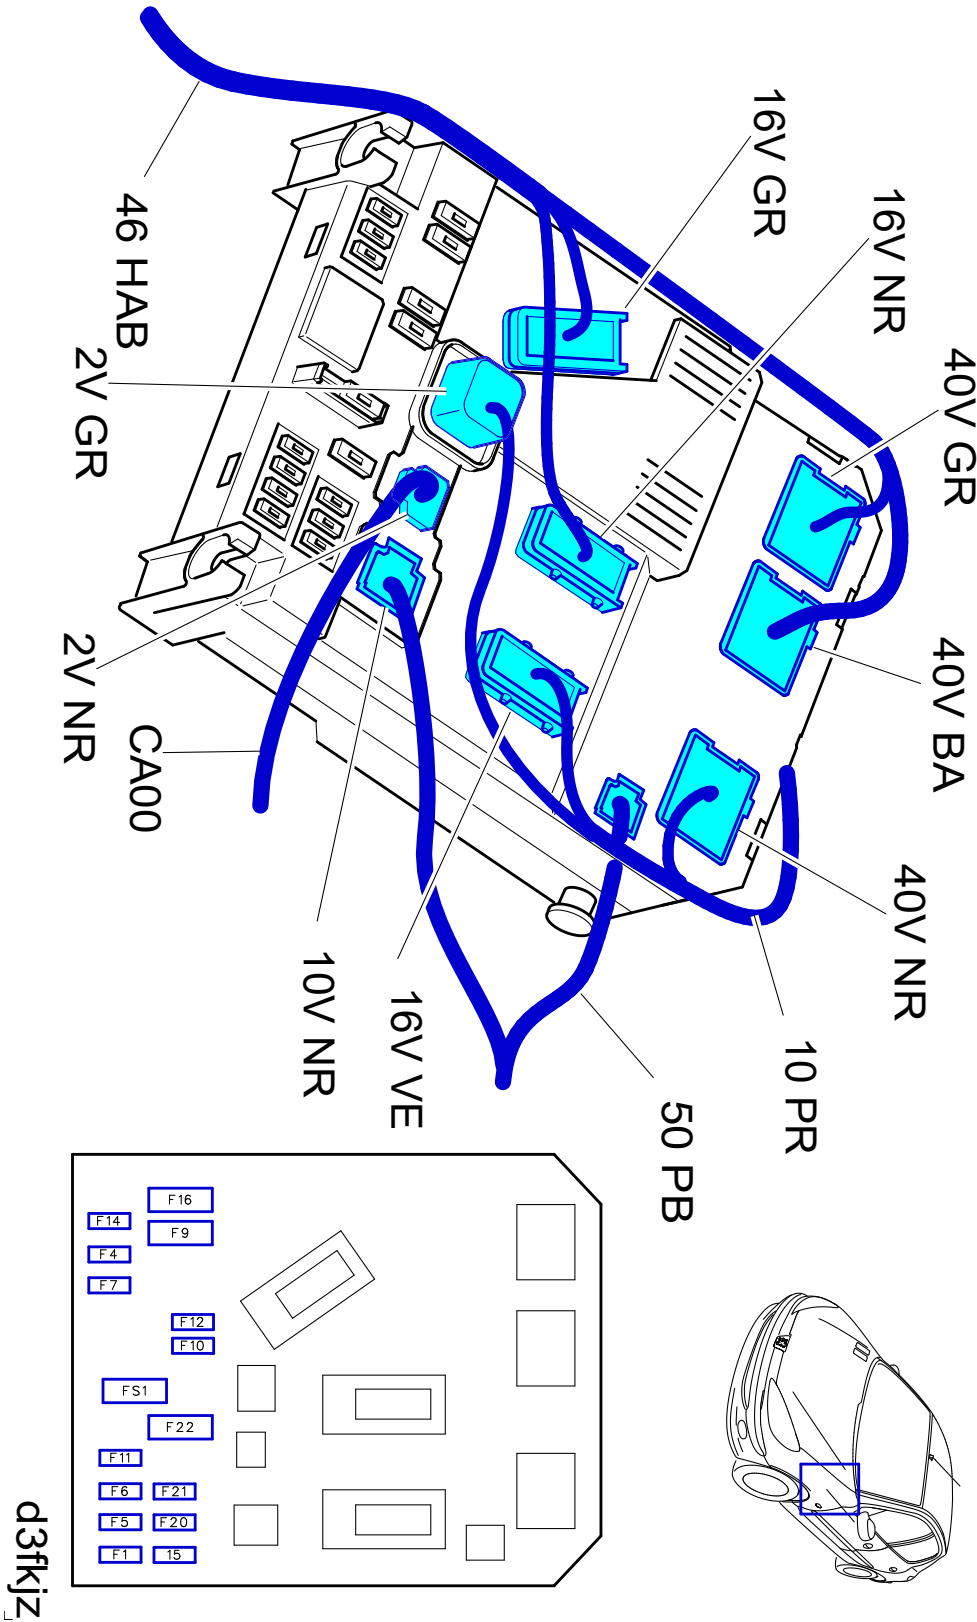 46 HAB
2V GR
2V NR
CA00
10V NR
16V VE
50 PB
10 PR
40V NR
40V BA
40V GR
16V NR
16V GR
F16
F14
F9
F4
F7
F12
F10
FS1
F22
F11
F6
F21
F5
F20
F1
15
d3fkjz